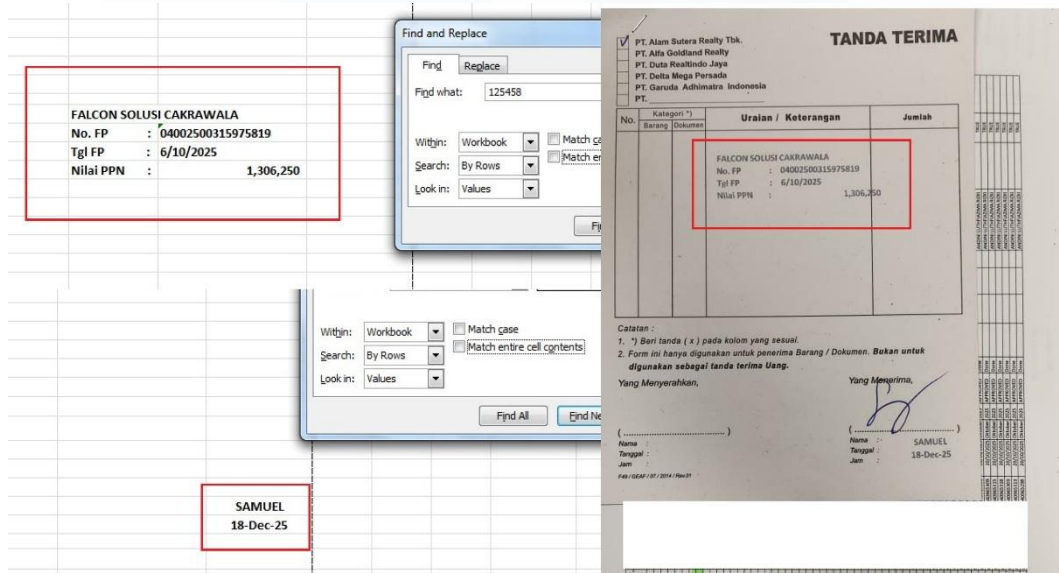 FALCON SOLUSI CAKRAWALA
No. FP : 04002500315975819
Tgl FP : 6/10/2025
Nilai PPN : 1,306,250
Find and Replace
Find Replace
Find what: 125458
Within: Workbook Match ca
Search: By Rows Match en
Look in: Values
Within: Workbook Match case
Search: By Rows Match entire cell contents
Look in: Values
Find All Find Ne
SAMUEL
18-Dec-25
TANDA TERIMA
PT. Alam Sutera Realty Tbk.
PT. Alfa Goldland Realty
PT. Duta Realtindo Jaya
PT. Delta Mega Persada
PT. Garuda Adhimatra Indonesia
PT.
No. Kategori *) Uraian / Keterangan Jumlah
Barang Dokumen
FALCON SOLUSI CAKRAWALA
No. FP : 04002500315975819
Tgl FP : 6/10/2025
Nilai PPN : 1,306,250
Catatan :
1. *) Beri tanda ( x ) pada kolom yang sesuai.
2. Form ini hanya digunakan untuk penerima Barang / Dokumen. Bukan untuk
digunakan sebagai tanda terima Uang.
Yang Menyerahkan, Yang Menerima,
Nama : Nama : SAMUEL
Tanggal : Tanggal : 18-Dec-25
Jam : Jam :